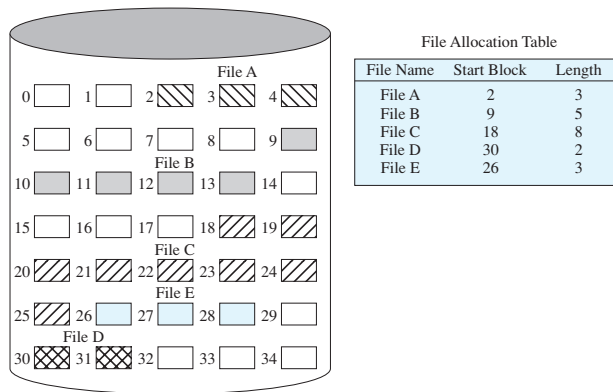 File A
0 1 2 3 4
5 6 7 8 9
File B
10 11 12 13 14
15 16 17 18 19
File C
20 21 22 23 24
File E
25 26 27 28 29
File D
30 31 32 33 34
File Allocation Table
File Name Start Block Length
File A 2 3
File B 9 5
File C 18 8
File D 30 2
File E 26 3